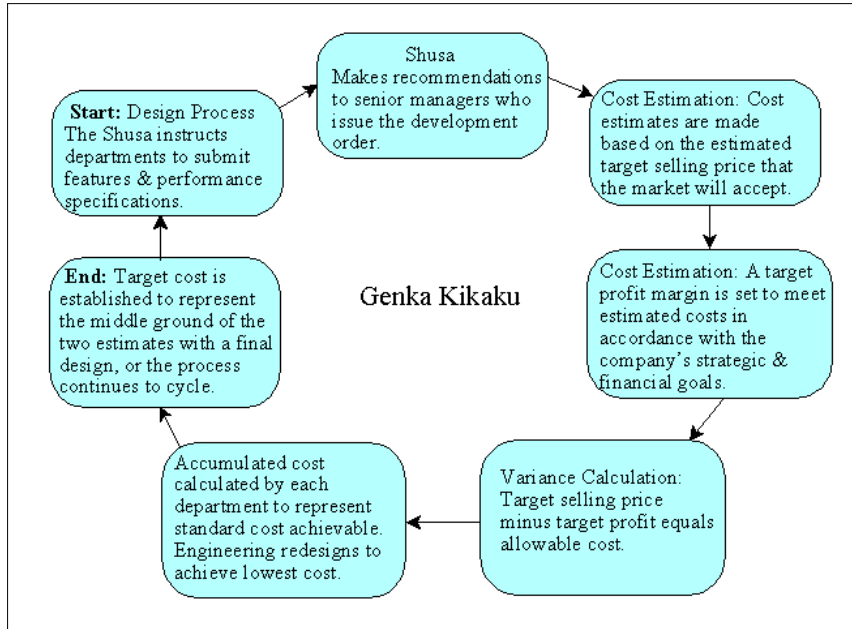 Shusa
Makes recommendations
to senior managers who
issue the development
order.
Start: Design Process
The Shusa instructs
departments to submit
features & performance
specifications.
Cost Estimation: Cost
estimates are made
based on the estimated
target selling price that
the market will accept.
End: Target cost is
established to represent
the middle ground of the
two estimates with a final
design, or the process
continues to cycle.
Genka Kikaku
Cost Estimation: A target
profit margin is set to meet
estimated costs in
accordance with the
company's strategic &
financial goals.
Accumulated cost
calculated by each
department to represent
standard cost achievable.
Engineering redesigns to
achieve lowest cost.
Variance Calculation:
Target selling price
minus target profit equals
allowable cost.